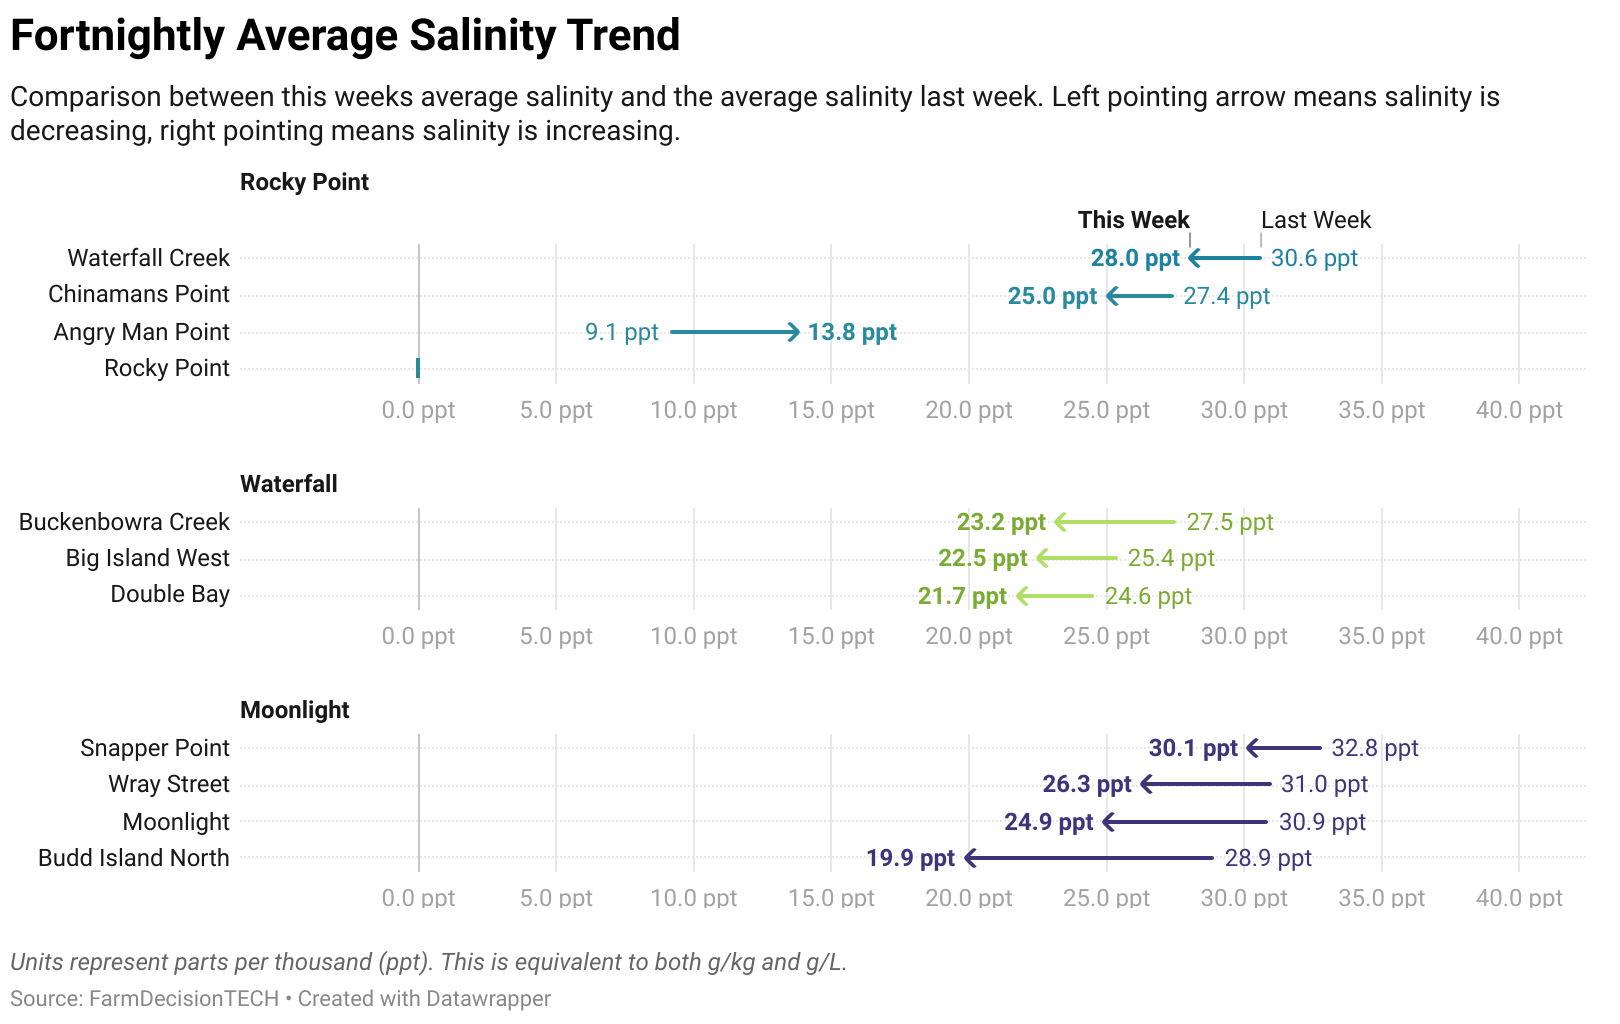 Fortnightly Average Salinity Trend
Comparison between this weeks average salinity and the average salinity last week. Left pointing arrow means salinity is
decreasing, right pointing means salinity is increasing.
Rocky Point
This Week Last Week
Waterfall Creek 28.0 ppt 30.6 ppt
Chinamans Point 25.0 ppt 27.4 ppt
Angry Man Point 9.1 ppt 13.8 ppt
Rocky Point
0.0 ppt 5.0 ppt 10.0 ppt 15.0 ppt 20.0 ppt 25.0 ppt 30.0 ppt 35.0 ppt 40.0 ppt
Waterfall
Buckenbowra Creek 23.2 ppt 27.5 ppt
Big Island West 22.5 ppt 25.4 ppt
Double Bay 21.7 ppt 24.6 ppt
0.0 ppt 5.0 ppt 10.0 ppt 15.0 ppt 20.0 ppt 25.0 ppt 30.0 ppt 35.0 ppt 40.0 ppt
Moonlight
Snapper Point 30.1 ppt 32.8 ppt
Wray Street 26.3 ppt 31.0 ppt
Moonlight 24.9 ppt 30.9 ppt
Budd Island North 19.9 ppt 28.9 ppt
0.0 ppt 5.0 ppt 10.0 ppt 15.0 ppt 20.0 ppt 25.0 ppt 30.0 ppt 35.0 ppt 40.0 ppt
Units represent parts per thousand (ppt). This is equivalent to both g/kg and g/L.
Source: FarmDecisionTECH • Created with Datawrapper